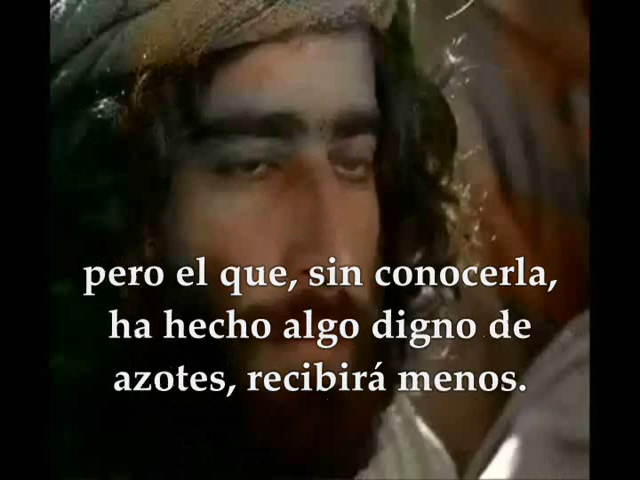 pero el que, sin conocerla,
ha hecho algo digno de
azotes, recibirá menos.